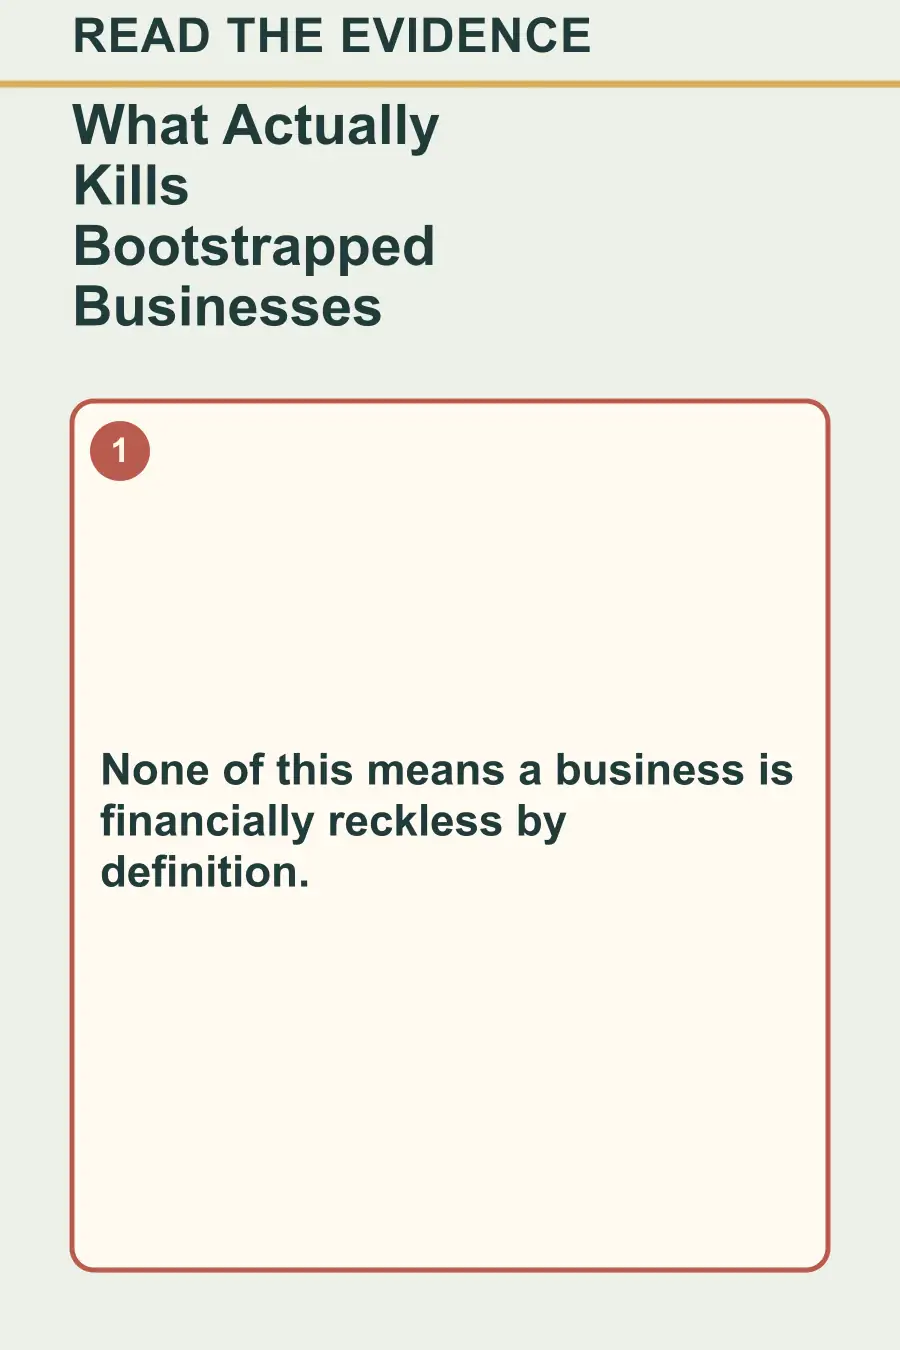 READ THE EVIDENCE
What Actually
Kills
Bootstrapped
Businesses
1
None of this means a business is
financially reckless by
definition.